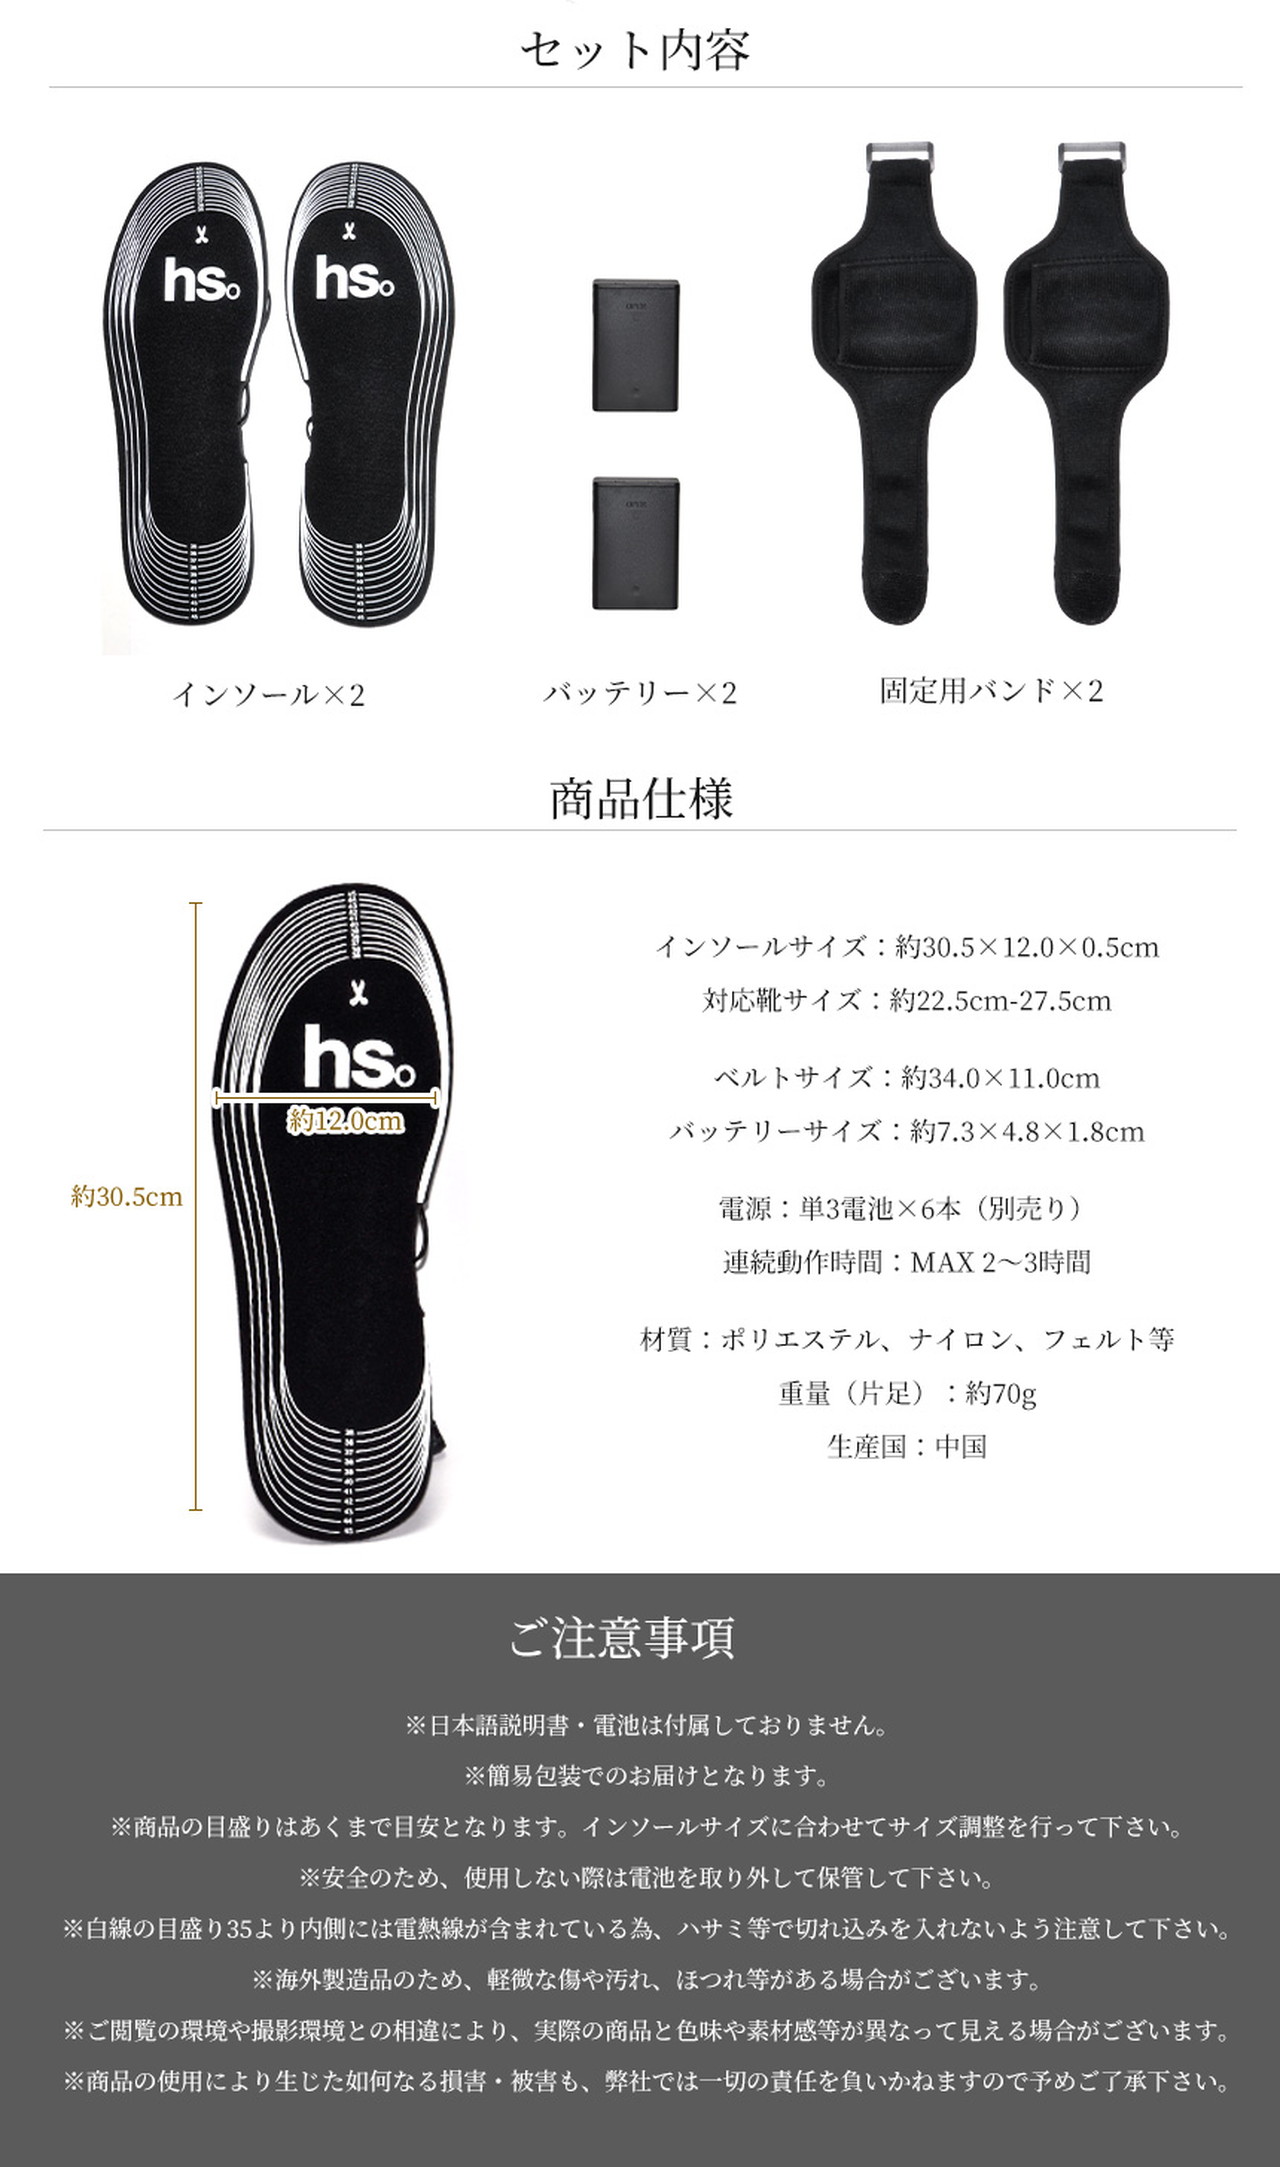 セット内容
hs. hs.
インソール×2
バッテリー×2
固定用バンド×2
商品仕様
hs.
約12.0cm
約30.5cm
インソールサイズ：約30.5×12.0×0.5cm
対応靴サイズ：約22.5cm-27.5cm
ベルトサイズ：約34.0×11.0cm
バッテリーサイズ：約7.3×4.8×1.8cm
電源：単3電池×6本（別売り）
連続動作時間：MAX 2～3時間
材質：ポリエステル、ナイロン、フェルト等
重量（片足）：約70g
生産国：中国
ご注意事項
※日本語説明書・電池は付属しておりません。
※簡易包装でのお届けとなります。
※商品の目盛りはあくまで目安となります。インソールサイズに合わせてサイズ調整を行って下さい。
※安全のため、使用しない際は電池を取り外して保管して下さい。
※白線の目盛り35より内側には電熱線が含まれている為、ハサミ等で切れ込みを入れないよう注意して下さい。
※海外製造品のため、軽微な傷や汚れ、ほつれ等がある場合がございます。
※ご閲覧の環境や撮影環境との相違により、実際の商品と色味や素材感等が異なって見える場合がございます。
※商品の使用により生じた如何なる損害・被害も、弊社では一切の責任を負いかねますので予めご了承下さい。